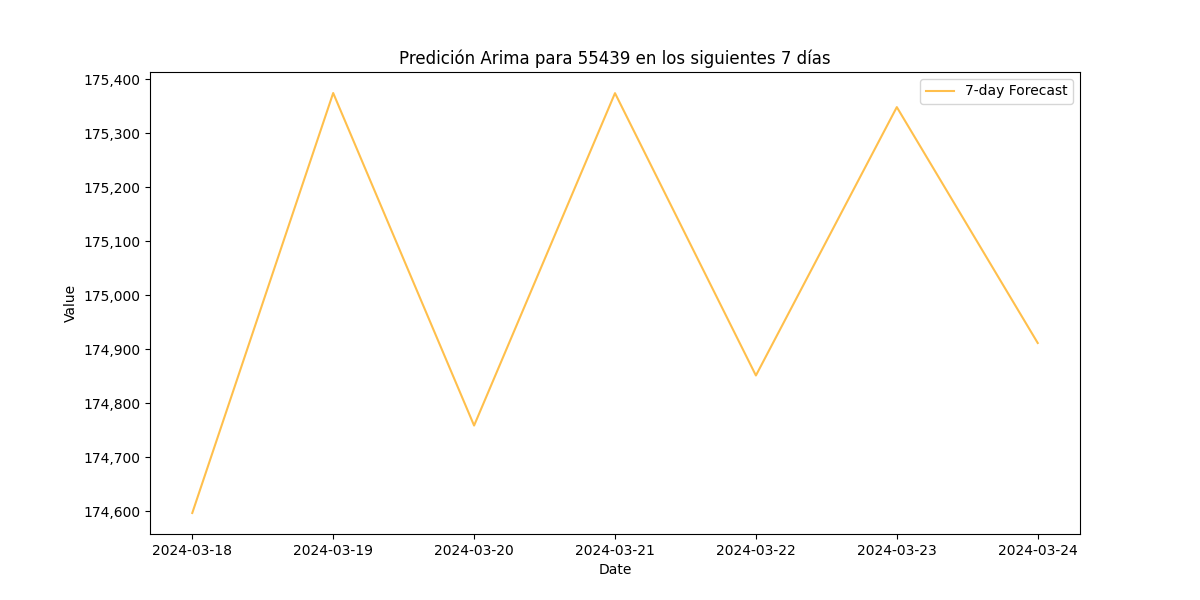 Predición Arima para 55439 en los siguientes 7 días
7-day Forecast
175,400
175,300
175,200
175,100
175,000
174,900
174,800
174,700
174,600
Value
2024-03-18 2024-03-19 2024-03-20 2024-03-21 2024-03-22 2024-03-23 2024-03-24
Date